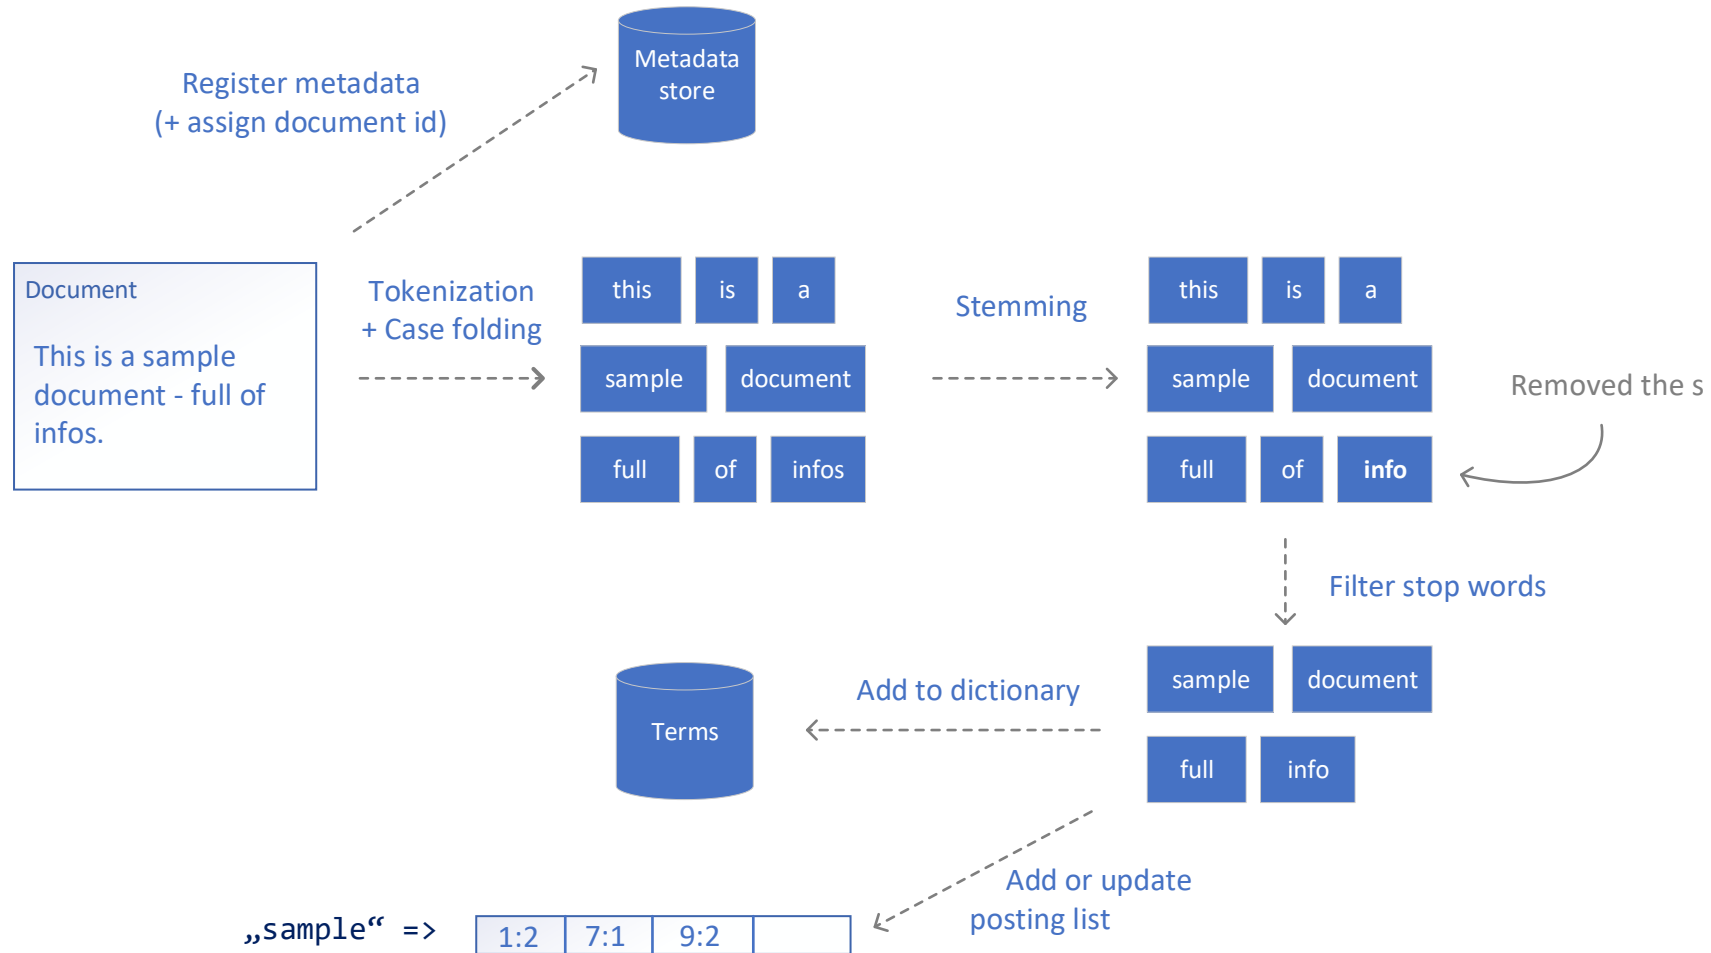 Metadata
store
Register metadata
(+ assign document id)
Document
This is a sample
document - full of
infos.
Tokenization
+ Case folding
this is a
sample document
full of infos
Stemming
this is a
sample document
full of info
Removed the s
Filter stop words
sample document
full info
Add to dictionary
Terms
Add or update
posting list
„sample“ => 1:2 7:1 9:2